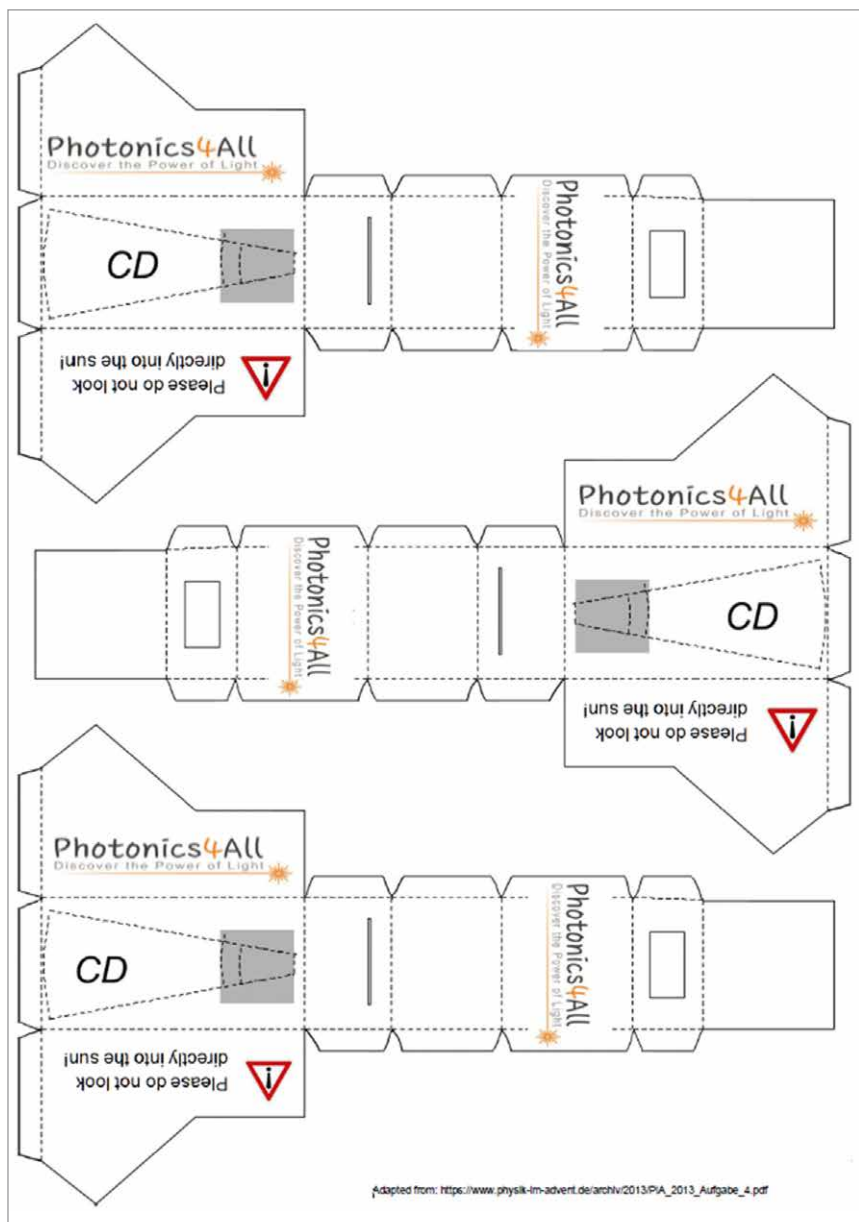 Photonics4All
Discover the Power of Light
CD
Please do not look
directly into the sun!
Photonics4All
Discover the Power of Light
Photonics4All
Discover the Power of Light
CD
Please do not look
directly into the sun!
Photonics4All
Discover the Power of Light
Photonics4All
Discover the Power of Light
CD
Please do not look
directly into the sun!
Photonics4All
Discover the Power of Light
Adapted from: https://www.physik-im-advent.de/archiv/2013/PiA_2013_Aufgabe_4.pdf